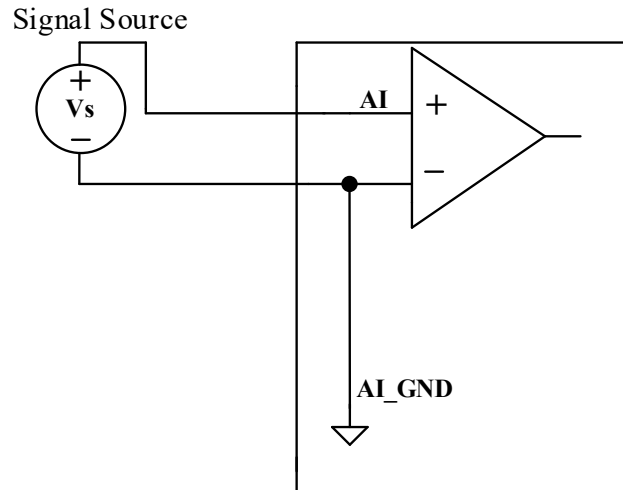 Signal Source
+
Vs
−
AI
+
−
AI_GND